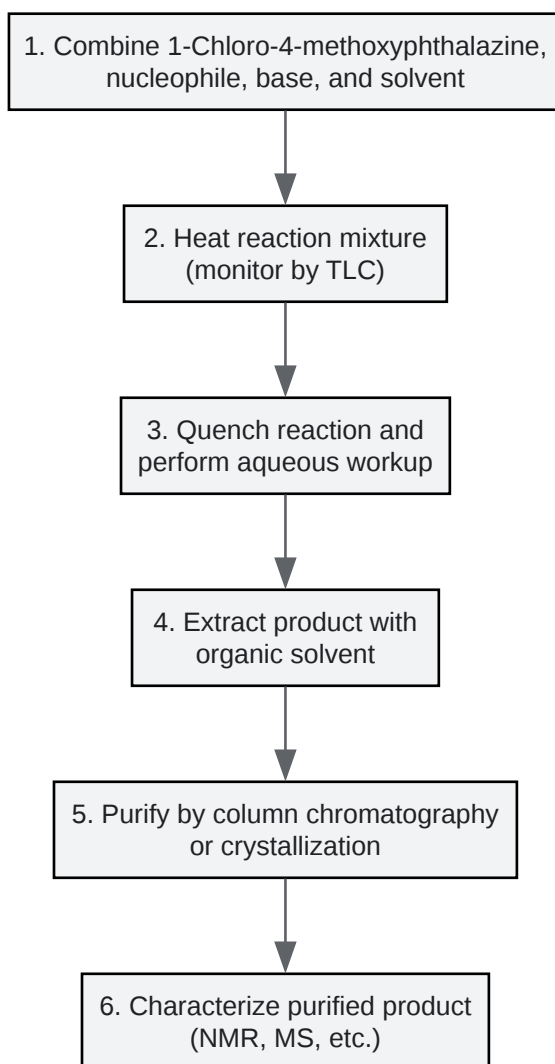 1. Combine 1-Chloro-4-methoxyphthalazine,
nucleophile, base, and solvent
2. Heat reaction mixture
(monitor by TLC)
3. Quench reaction and
perform aqueous workup
4. Extract product with
organic solvent
5. Purify by column chromatography
or crystallization
6. Characterize purified product
(NMR, MS, etc.)